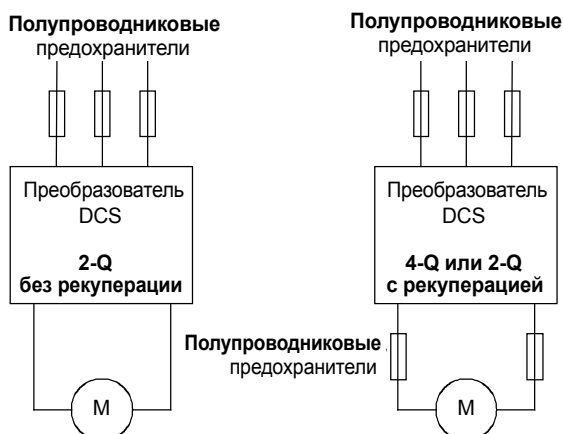 Полупроводниковые
предохранители
Преобразователь
DCS
2-Q
без рекуперации
M
Полупроводниковые
предохранители
Преобразователь
DCS
4-Q или 2-Q
с рекуперацией
Полупроводниковые
предохранители
M